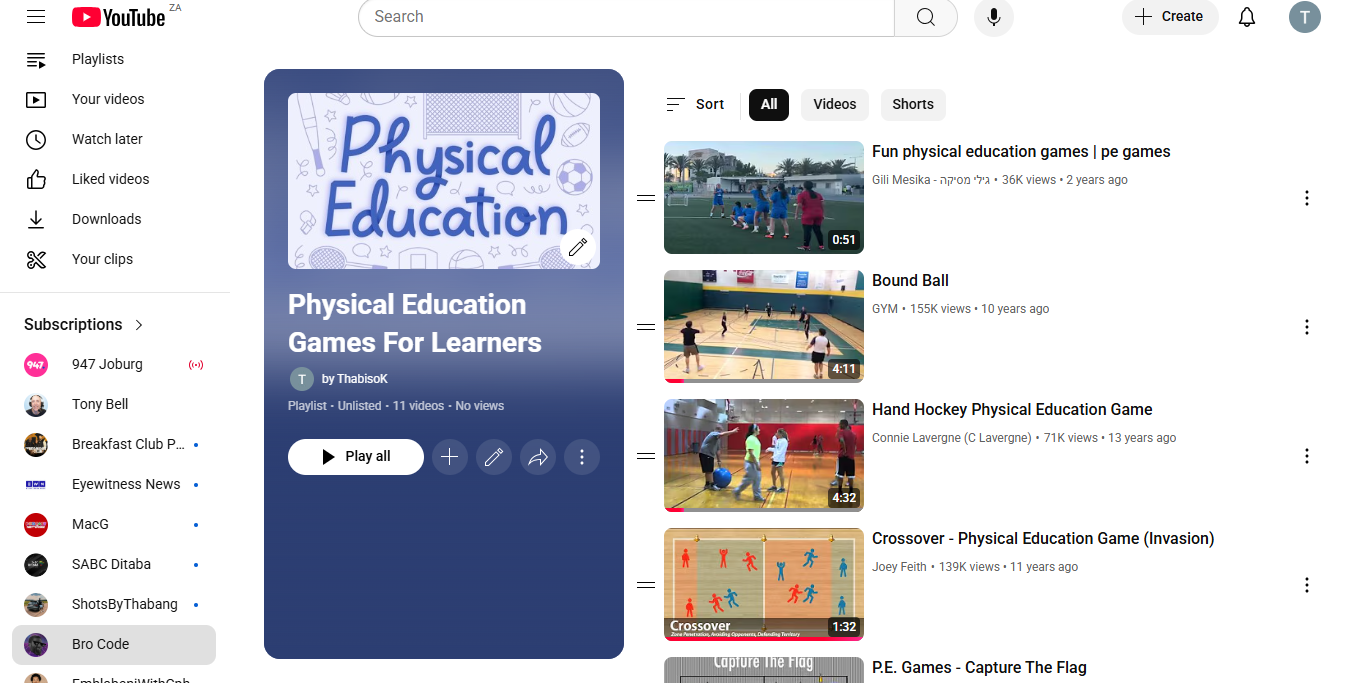 YouTube ZA
Search
Create
T
Playlists
Your videos
Watch later
Liked videos
Downloads
Your clips
Subscriptions
947
947 Joburg
Tony Bell
Breakfast Club P...
Eyewitness News
MacG
SABC Ditaba
ShotsByThabang
Bro Code
Physical
Education
Physical Education
Games For Learners
T
by ThabisoK
Playlist • Unlisted • 11 videos • No views
Play all
Sort
All
Videos
Shorts
0:51
Fun physical education games | pe games
Gili Mesika - גילי מסיקה • 36K views • 2 years ago
4:11
Bound Ball
GYM • 155K views • 10 years ago
4:32
Hand Hockey Physical Education Game
Connie Lavergne (C Lavergne) • 71K views • 13 years ago
Crossover
Zone Penetration, Avoiding Opponents, Defending Territory
1:32
Crossover - Physical Education Game (Invasion)
Joey Feith • 139K views • 11 years ago
Capture The Flag
P.E. Games - Capture The Flag